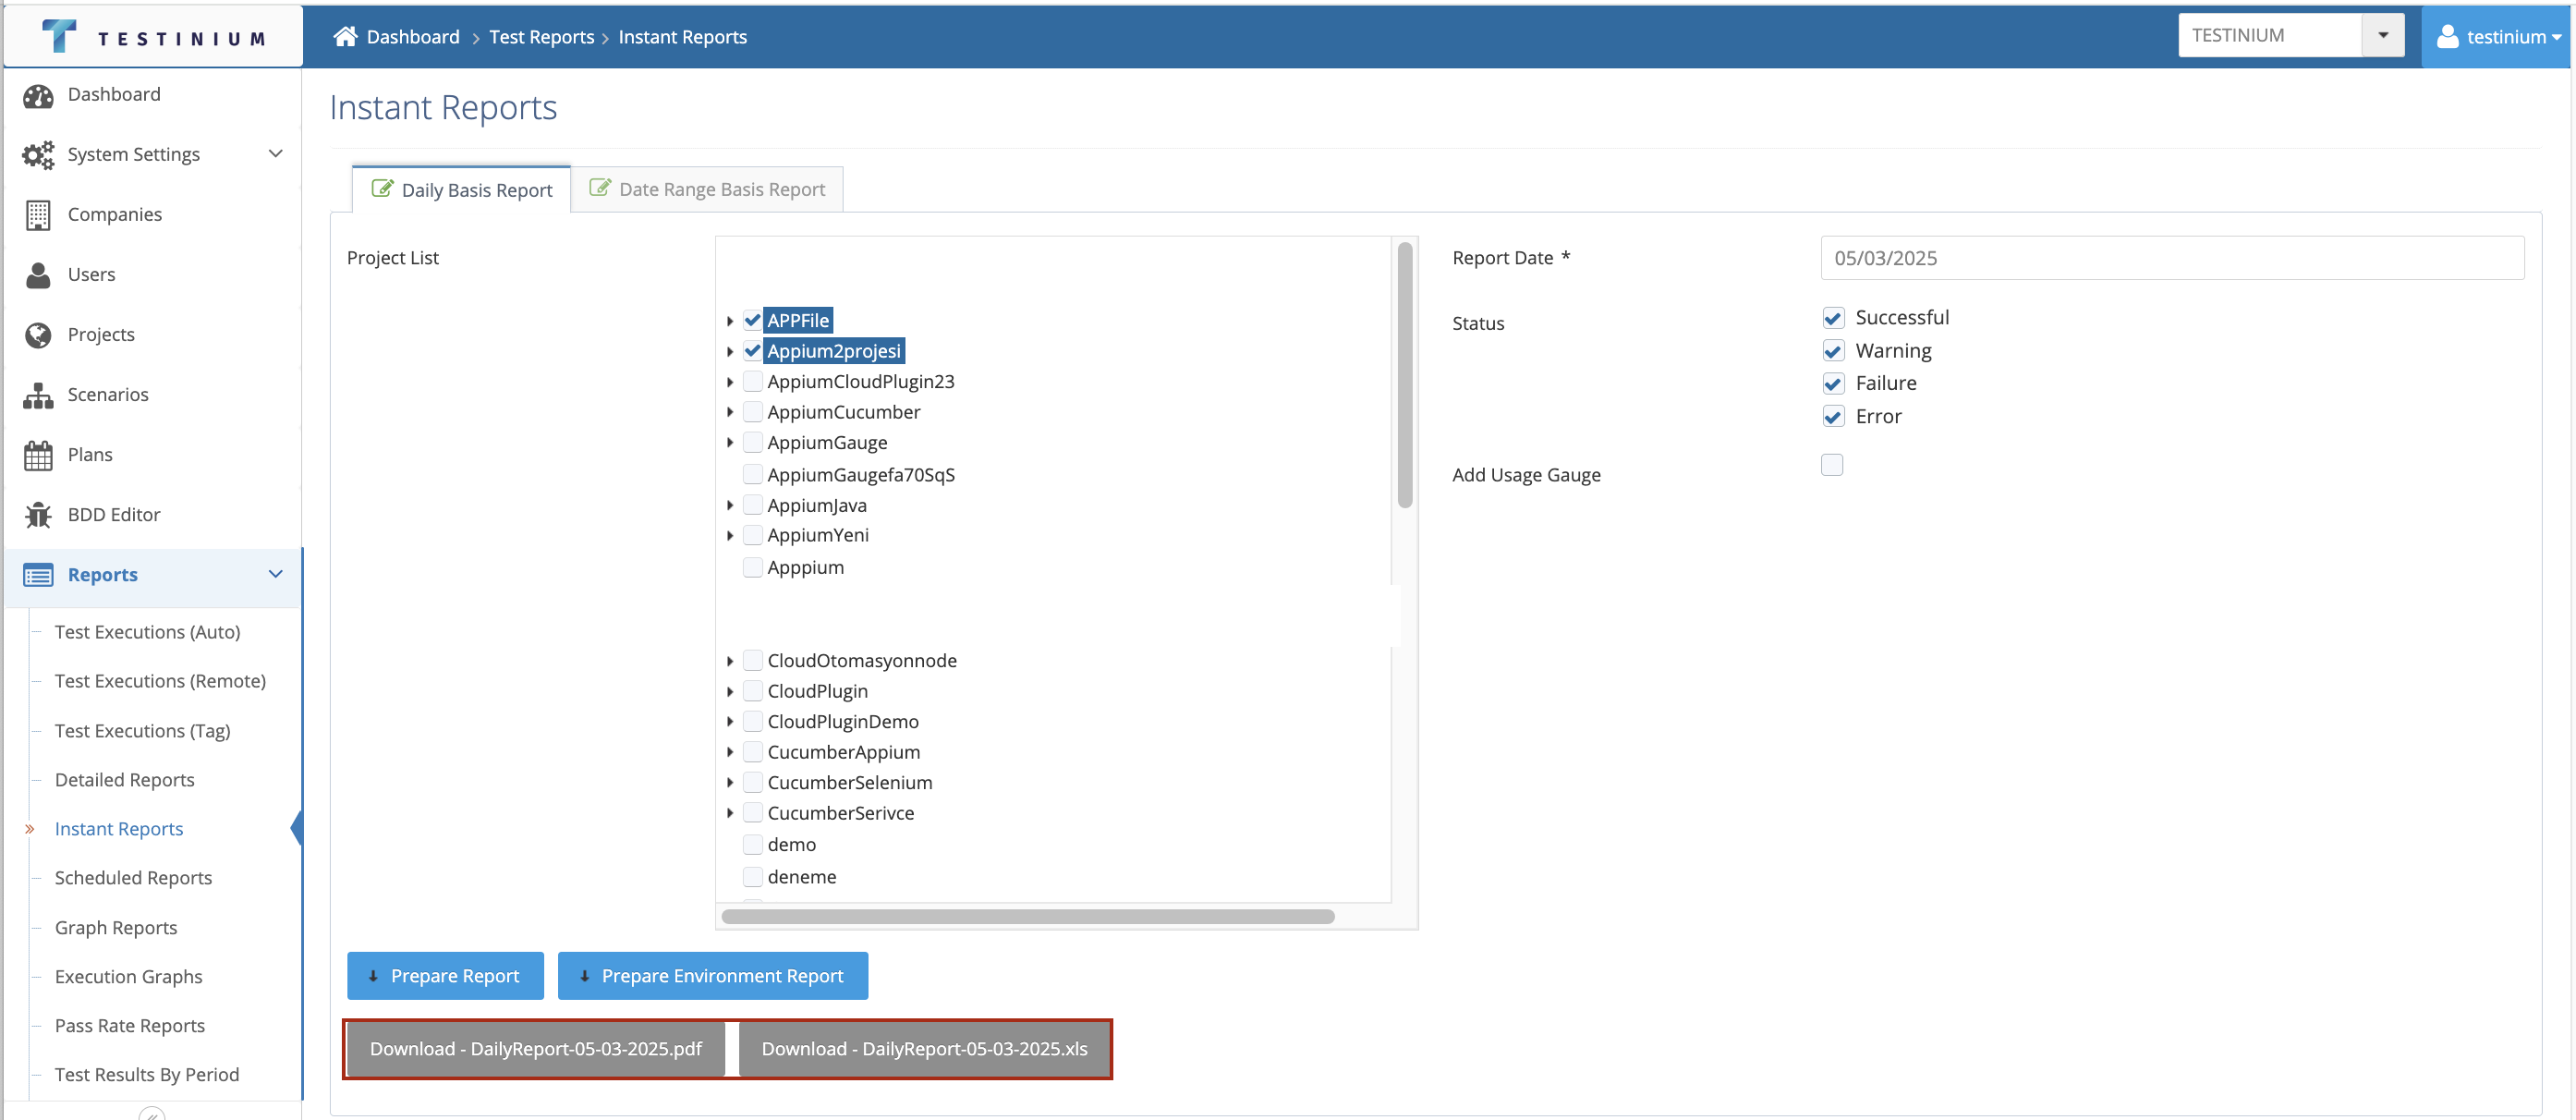 TESTINIUM
Dashboard > Test Reports > Instant Reports
TESTINIUM
testinium
Dashboard
System Settings
Companies
Users
Projects
Scenarios
Plans
BDD Editor
Reports
Test Executions (Auto)
Test Executions (Remote)
Test Executions (Tag)
Detailed Reports
Instant Reports
Scheduled Reports
Graph Reports
Execution Graphs
Pass Rate Reports
Test Results By Period
Instant Reports
Daily Basis Report
Date Range Basis Report
Project List
APPFile
Appium2projesi
AppiumCloudPlugin23
AppiumCucumber
AppiumGauge
AppiumGaugefa70SqS
AppiumJava
AppiumYeni
Apppium
CloudOtomasyonnode
CloudPlugin
CloudPluginDemo
CucumberAppium
CucumberSelenium
CucumberSerivce
demo
deneme
Report Date *
05/03/2025
Status
Successful
Warning
Failure
Error
Add Usage Gauge
Prepare Report
Prepare Environment Report
Download - DailyReport-05-03-2025.pdf
Download - DailyReport-05-03-2025.xls